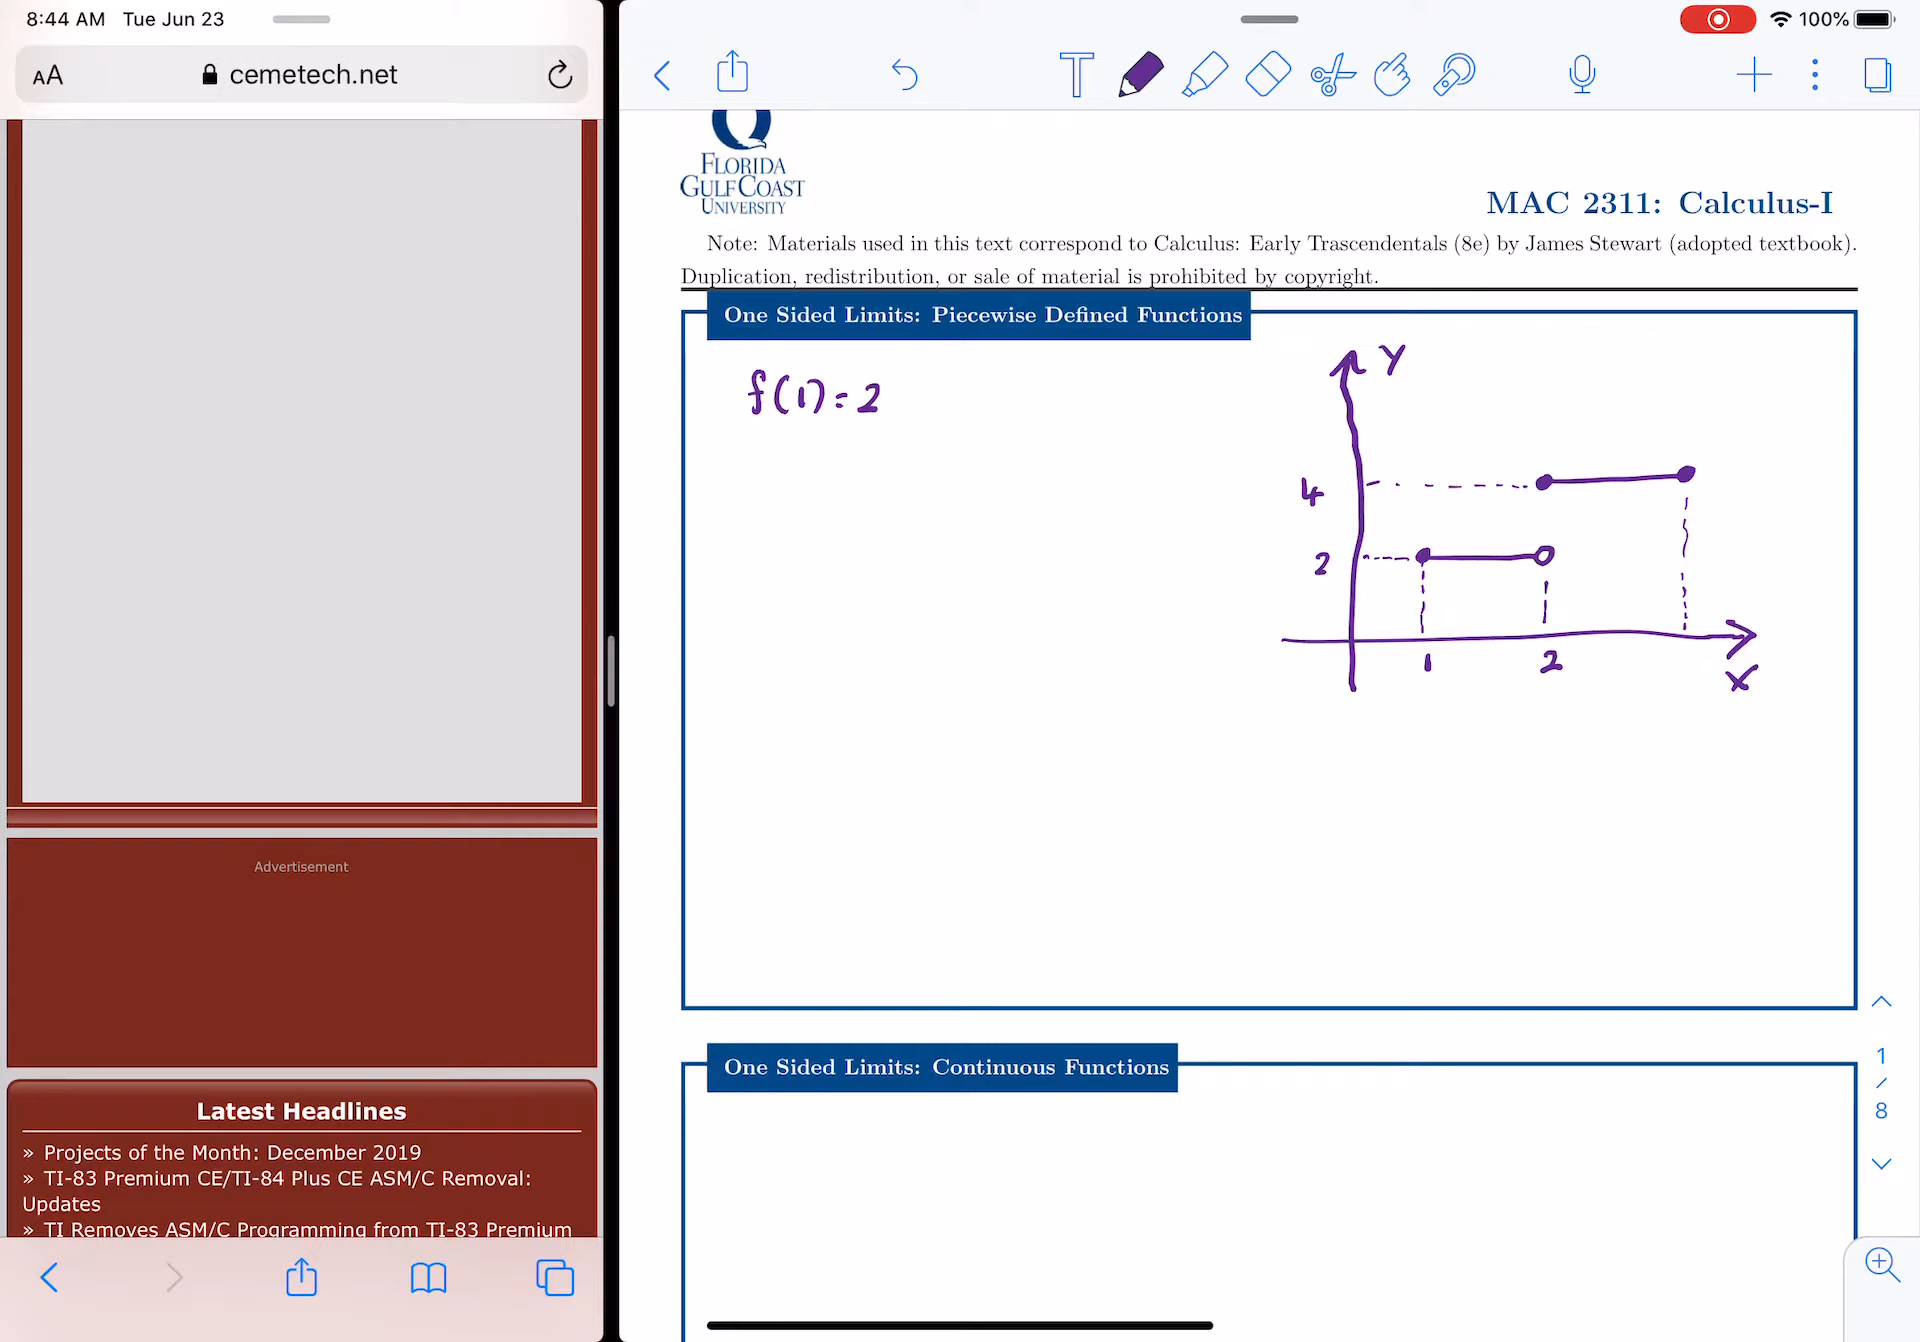 8:44 AM Tue Jun 23
AA cemetech.net
Advertisement
Latest Headlines
» Projects of the Month: December 2019
» TI-83 Premium CE/TI-84 Plus CE ASM/C Removal:
Updates
» TI Removes ASM/C Programming from TI-83 Premium
100%
T
FLORIDA
GULF COAST
UNIVERSITY
MAC 2311: Calculus-I
Note: Materials used in this text correspond to Calculus: Early Trascendentals (8e) by James Stewart (adopted textbook).
Duplication, redistribution, or sale of material is prohibited by copyright.
One Sided Limits: Piecewise Defined Functions
f(1)=2
Y
4
2
1 2
X
One Sided Limits: Continuous Functions
1
/
8